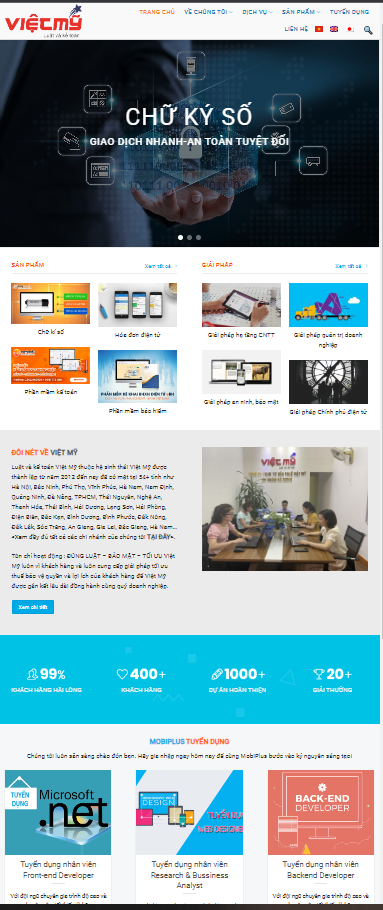 việt mỹ
Luật và kế toán
TRANG CHỦ VỀ CHÚNG TÔI DỊCH VỤ SẢN PHẨM TUYỂN DỤNG
LIÊN HỆ
CHỮ KÝ SỐ
GIAO DỊCH NHANH-AN TOÀN TUYỆT ĐỐI
SẢN PHẨM Xem tất cả
Chữ kí số
Hóa đơn điện tử
Phần mềm kế toán
Phần mềm bảo hiểm
GIẢI PHÁP Xem tất cả
Giải pháp hạ tầng CNTT
Giải pháp quản trị doanh
nghiệp
Giải pháp an ninh, bảo mật
Giải pháp Chính phủ điện tử
ĐÔI NÉT VỀ VIỆT MỸ
Luật và kế toán Việt Mỹ thuộc hệ sinh thái Việt Mỹ được
thành lập từ năm 2012 đến nay đã có mặt tại 34+ tỉnh như
Hà Nội, Bắc Ninh, Phú Thọ, Vĩnh Phúc, Hà Nam, Nam Định,
Quảng Ninh, Đà Nẵng, TPHCM, Thái Nguyên, Nghệ An,
Thanh Hóa, Thái Bình, Hải Dương, Lạng Sơn, Hải Phòng,
Điện Biên, Bắc Kạn, Bình Dương, Bình Phước, Đắk Nông,
Đắk Lắk, Sóc Trăng, An Giang, Gia Lai, Bắc Giang, Hà Nam...
»Xem đầy đủ tất cả các chi nhánh của chúng tôi TẠI ĐÂY«.
Tôn chỉ hoạt động : ĐÚNG LUẬT – BẢO MẬT – TỐI ƯU Việt
Mỹ luôn vì khách hàng và luôn cung cấp giải pháp tối ưu
thuế bảo vệ quyền và lợi ích của khách hàng để Việt Mỹ
được gắn kết lâu dài đồng hành cùng quý doanh nghiệp.
Xem chi tiết
việt mỹ
99%
KHÁCH HÀNG HÀI LÒNG
400+
KHÁCH HÀNG
1000+
DỰ ÁN HOÀN THIỆN
20+
GIẢI THƯỞNG
MOBIPLUS TUYỂN DỤNG
Chúng tôi luôn sẵn sàng chào đón bạn. Hãy gia nhập ngay hôm nay để cùng MobiPlus bước vào kỷ nguyên sáng tạo!
TUYỂN
DỤNG
Microsoft
.net
Tuyển dụng nhân viên
Front-end Developer
Với đội ngũ chuyên gia trình độ cao và
DESIGN
TUYỂN DỤNG
WEB DESIGNER
Tuyển dụng nhân viên
Research & Bussiness
Analyst
BACK-END
DEVELOPER
Tuyển dụng nhân viên
Backend Developer
Với đội ngũ chuyên gia trình độ cao và